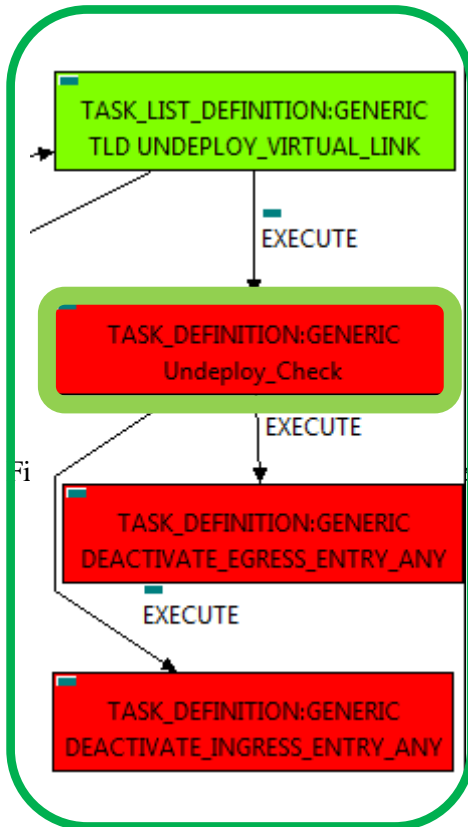 TASK_LIST_DEFINITION:GENERIC
TLD UNDEPLOY_VIRTUAL_LINK
EXECUTE
TASK_DEFINITION:GENERIC
Undeploy_Check
EXECUTE
Fi
TASK_DEFINITION:GENERIC
DEACTIVATE_EGRESS_ENTRY_ANY
EXECUTE
TASK_DEFINITION:GENERIC
DEACTIVATE_INGRESS_ENTRY_ANY